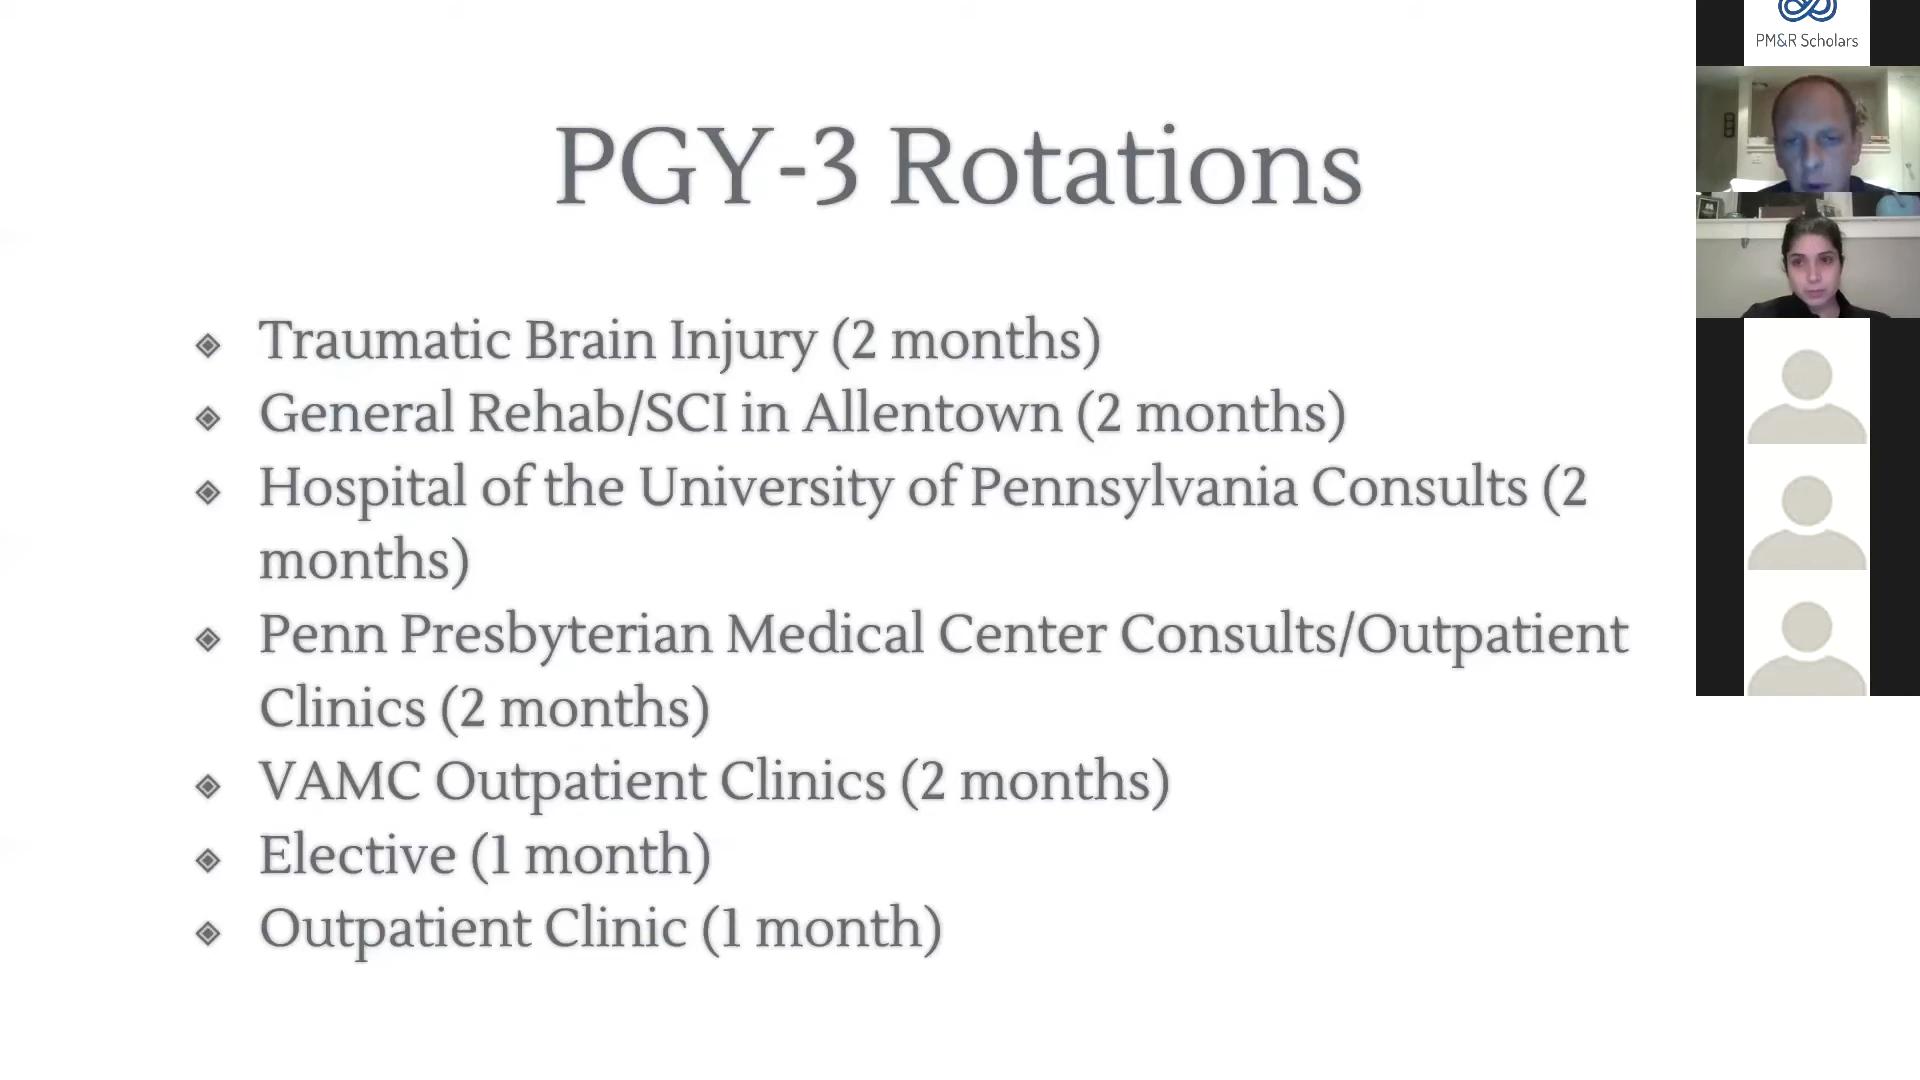 PM&R Scholars
PGY-3 Rotations
Traumatic Brain Injury (2 months)
General Rehab/SCI in Allentown (2 months)
Hospital of the University of Pennsylvania Consults (2
months)
Penn Presbyterian Medical Center Consults/Outpatient
Clinics (2 months)
VAMC Outpatient Clinics (2 months)
Elective (1 month)
Outpatient Clinic (1 month)